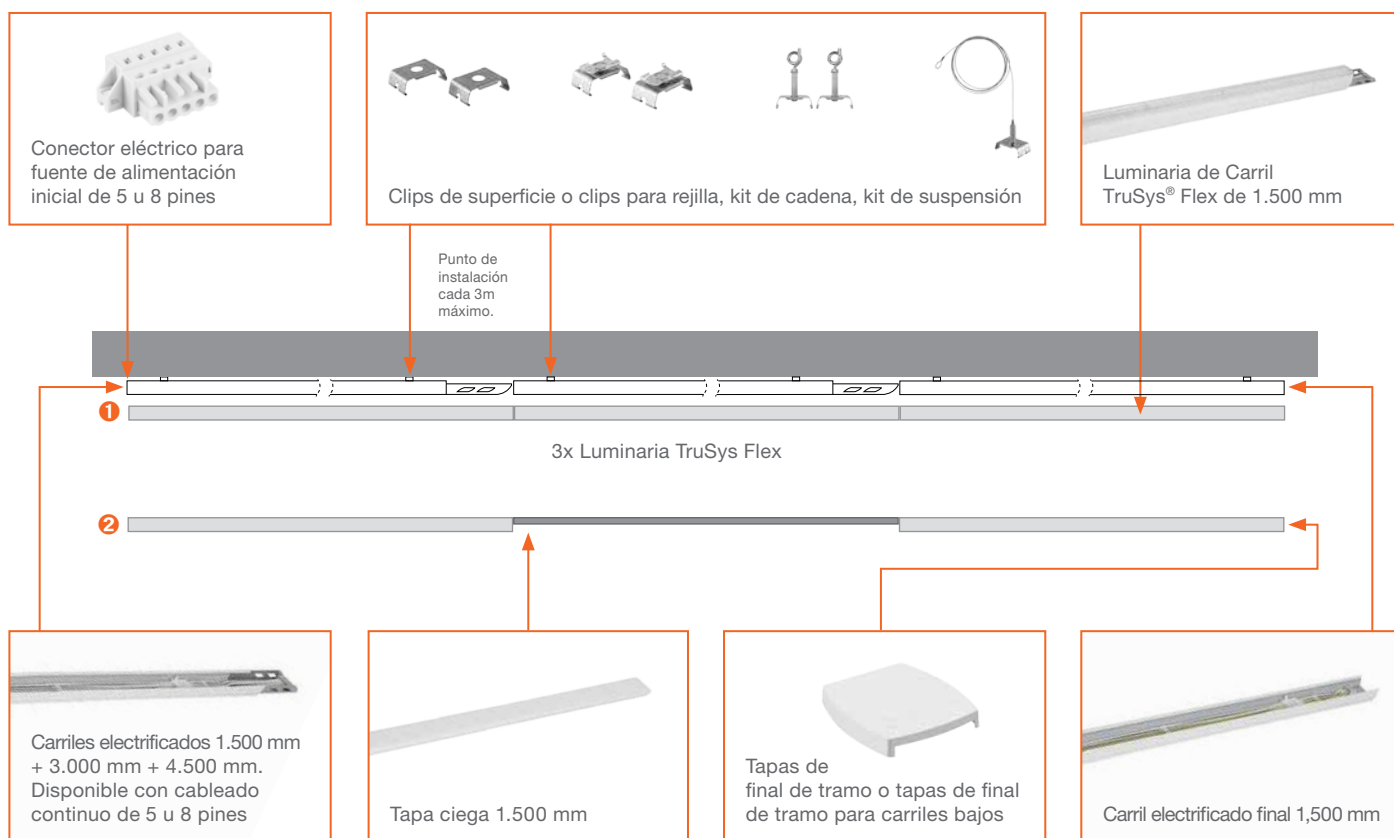 Conector eléctrico para
fuente de alimentación
inicial de 5 u 8 pines
Clips de superficie o clips para rejilla, kit de cadena, kit de suspensión
Luminaria de Carril
TruSys® Flex de 1.500 mm
Punto de
instalación
cada 3m
máximo.
1
3x Luminaria TruSys Flex
2
Carriles electrificados 1.500 mm
+ 3.000 mm + 4.500 mm.
Disponible con cableado
continuo de 5 u 8 pines
Tapa ciega 1.500 mm
Tapas de
final de tramo o tapas de final
de tramo para carriles bajos
Carril electrificado final 1,500 mm